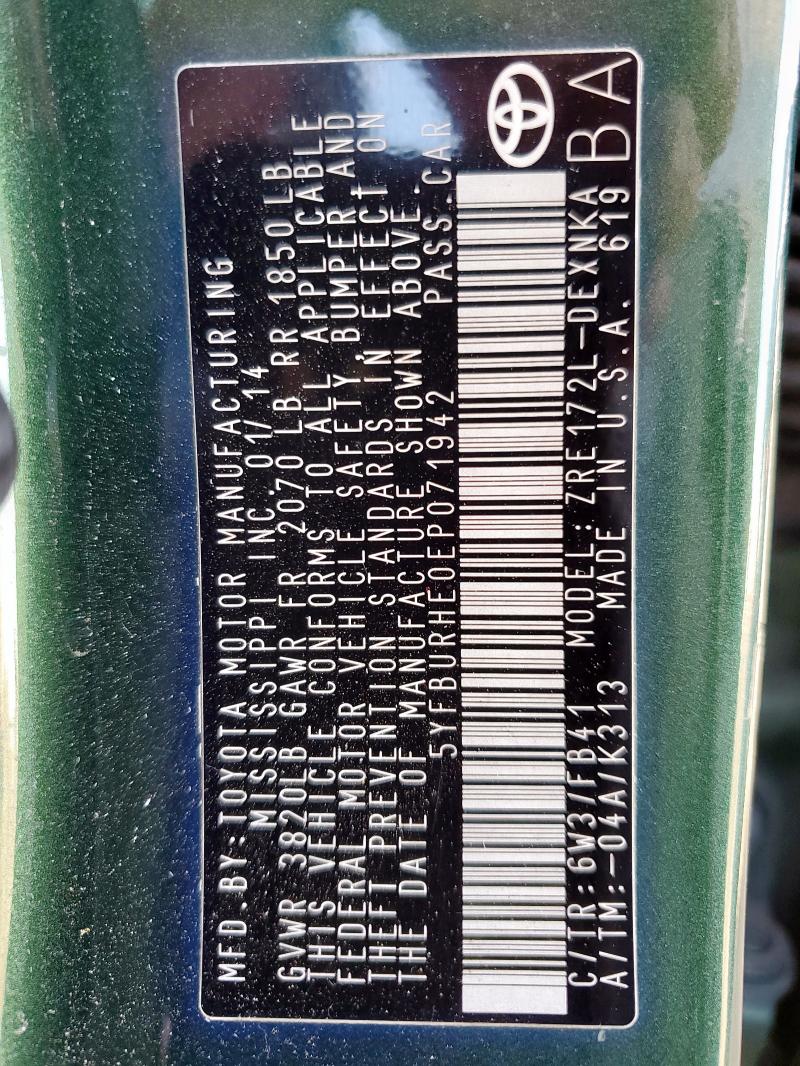 MFD.BY:TOYOTA MOTOR MANUFACTURING
MISSISSIPPI INC. 01/14
GVWR 3820LB GAWR FR 2070 LB RR 1850LB
THIS VEHICLE CONFORMS TO ALL APPLICABLE
FEDERAL MOTOR VEHICLE SAFETY,BUMPER AND
THEFT PREVENTION STANDARDS IN EFFECT ON
THE DATE OF MANUFACTURE SHOWN ABOVE.
5YFBURHE0EP071942 PASS.CAR
C/TR:6W3/FB41 MODEL:ZRE172L-DEXNKA
A/TM:-04A/K313 MADE IN U.S.A. 619
BA